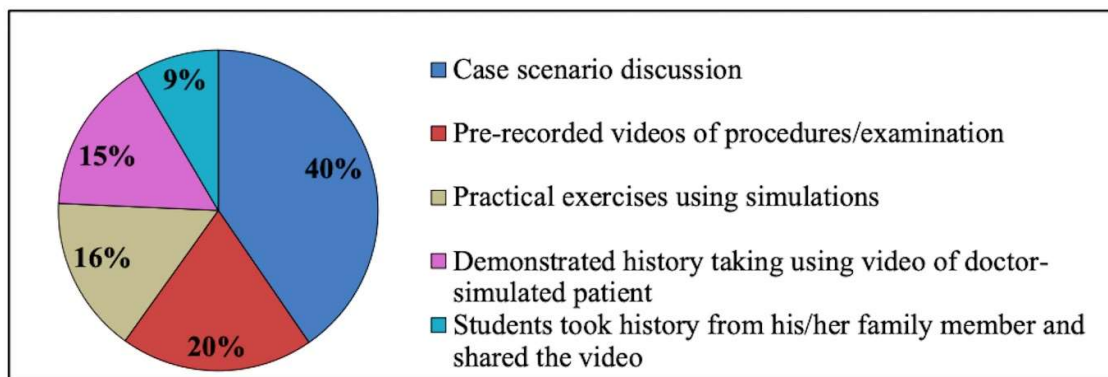 9%
40%
15%
16%
20%
Case scenario discussion
Pre-recorded videos of procedures/examination
Practical exercises using simulations
Demonstrated history taking using video of doctor-
simulated patient
Students took history from his/her family member and
shared the video